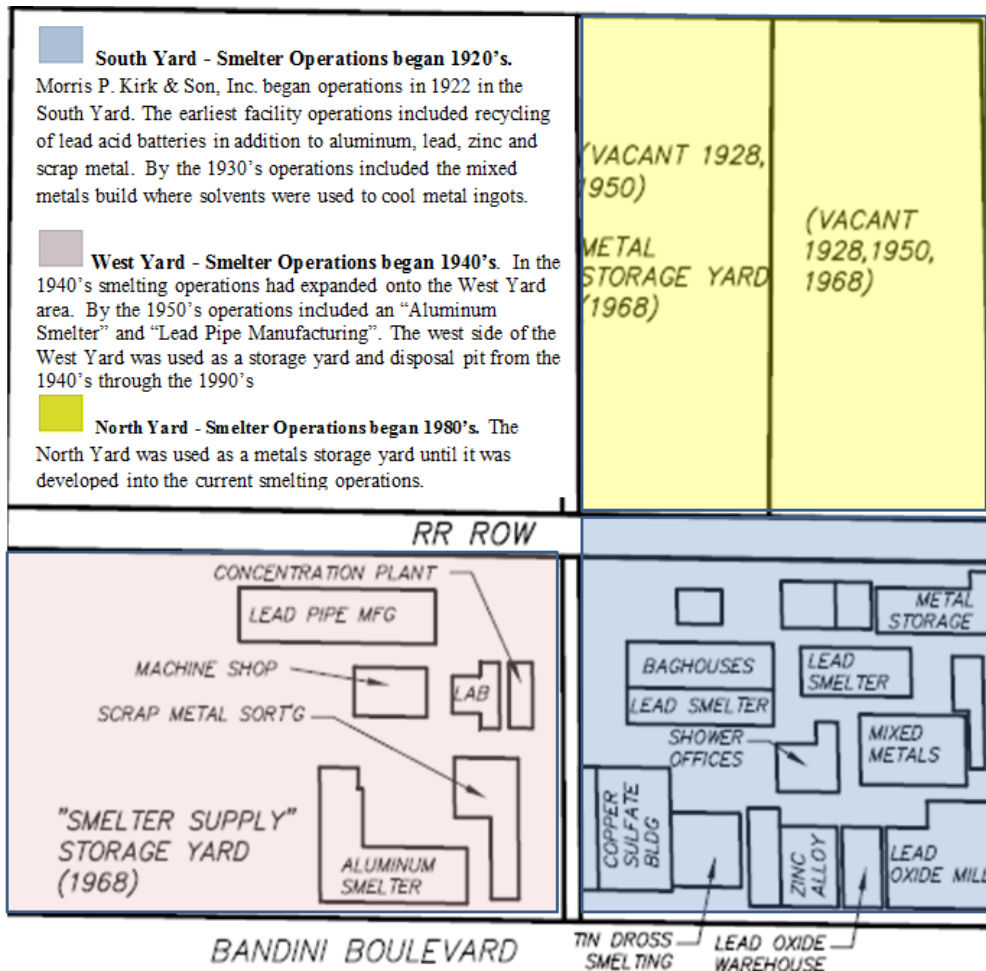 South Yard - Smelter Operations began 1920's.
Morris P. Kirk & Son, Inc. began operations in 1922 in the
South Yard. The earliest facility operations included recycling
of lead acid batteries in addition to aluminum, lead, zinc and
scrap metal. By the 1930's operations included the mixed
metals build where solvents were used to cool metal ingots.
West Yard - Smelter Operations began 1940's. In the
1940's smelting operations had expanded onto the West Yard
area. By the 1950's operations included an "Aluminum
Smelter" and "Lead Pipe Manufacturing". The west side of the
West Yard was used as a storage yard and disposal pit from the
1940's through the 1990's
North Yard - Smelter Operations began 1980's. The
North Yard was used as a metals storage yard until it was
developed into the current smelting operations.
(VACANT 1928,
1950)
METAL
STORAGE YARD
(1968)
(VACANT
1928,1950,
1968)
RR ROW
CONCENTRATION PLANT
LEAD PIPE MFG
MACHINE SHOP
LAB
SCRAP METAL SORT'G
"SMELTER SUPPLY"
STORAGE YARD
(1968)
ALUMINUM
SMELTER
METAL
STORAGE
BAGHOUSES
LEAD SMELTER
LEAD
SMELTER
SHOWER
OFFICES
MIXED
METALS
COPPER
SULFATE
BLDG
ZINC
ALLOY
LEAD
OXIDE MILL
BANDINI BOULEVARD
TIN DROSS
SMELTING
LEAD OXIDE
WAREHOUSE